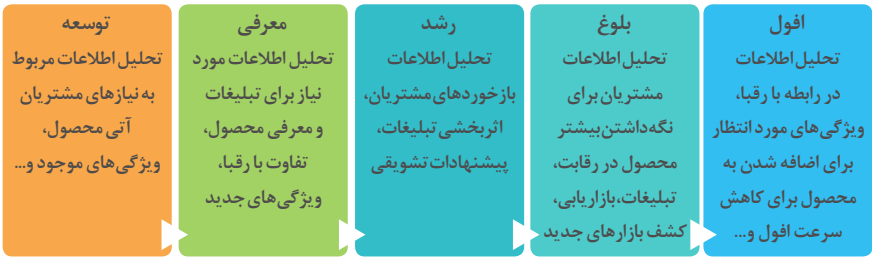 توسعه
تحلیل اطلاعات مربوط
به نیازهای مشتریان
آتی محصول،
ویژگی‌های موجود و...
معرفی
تحلیل اطلاعات مورد
نیاز برای تبلیغات
و معرفی محصول،
تفاوت با رقبا،
ویژگی‌های جدید
رشد
تحلیل اطلاعات
بازخوردهای مشتریان،
اثربخشی تبلیغات،
پیشنهادات تشویقی
بلوغ
تحلیل اطلاعات
مشتریان برای
نگه‌داشتن بیشتر
محصول در رقابت،
تبلیغات، بازاریابی،
کشف بازارهای جدید
افول
تحلیل اطلاعات
در رابطه با رقبا،
ویژگی‌های مورد انتظار
برای اضافه شدن به
محصول برای کاهش
سرعت افول و...